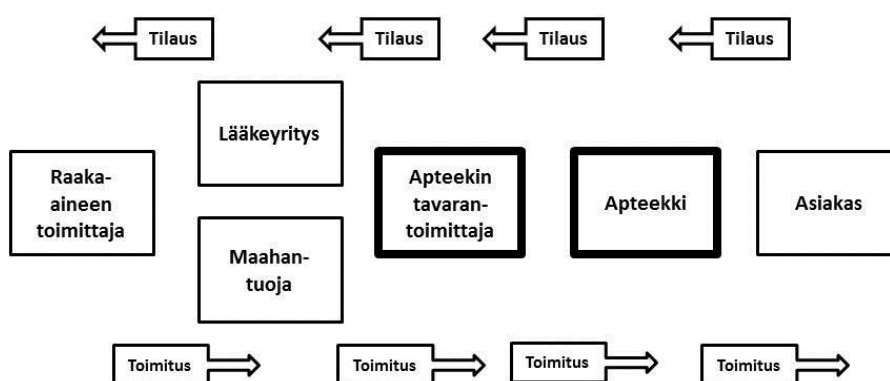 Tilaus
Tilaus
Tilaus
Tilaus
Lääkeyritys
Raaka-
aineen
toimittaja
Maahan-
tuoja
Apteekin
tavaran-
toimittaja
Apteekki
Asiakas
Toimitus
Toimitus
Toimitus
Toimitus